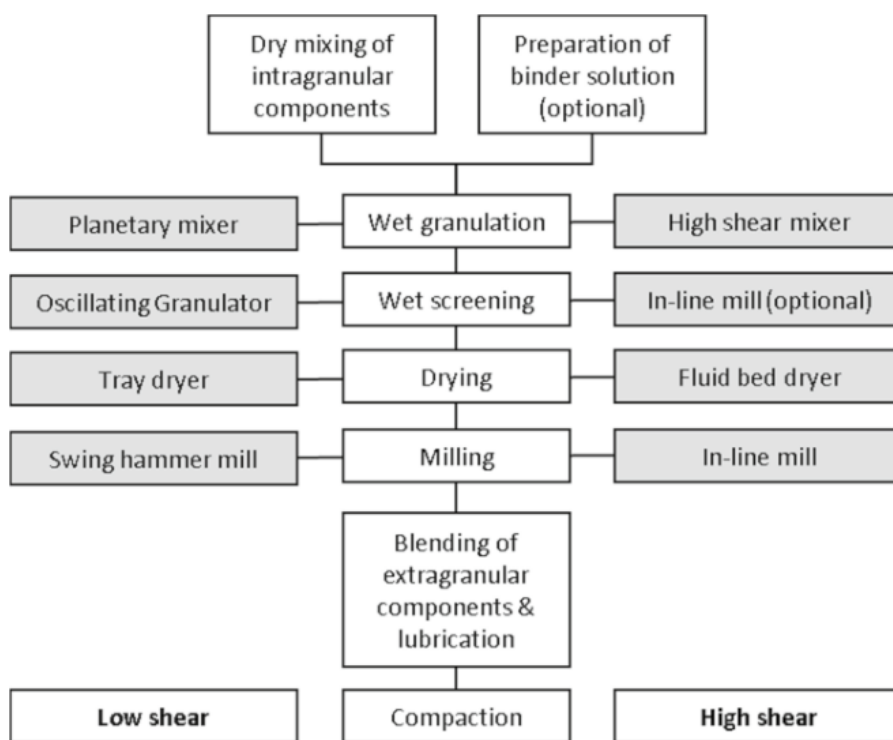 Dry mixing of
intragranular
components
Preparation of
binder solution
(optional)
Planetary mixer
Wet granulation
High shear mixer
Oscillating Granulator
Wet screening
In-line mill (optional)
Tray dryer
Drying
Fluid bed dryer
Swing hammer mill
Milling
In-line mill
Blending of
extragranular
components &
lubrication
Low shear
Compaction
High shear